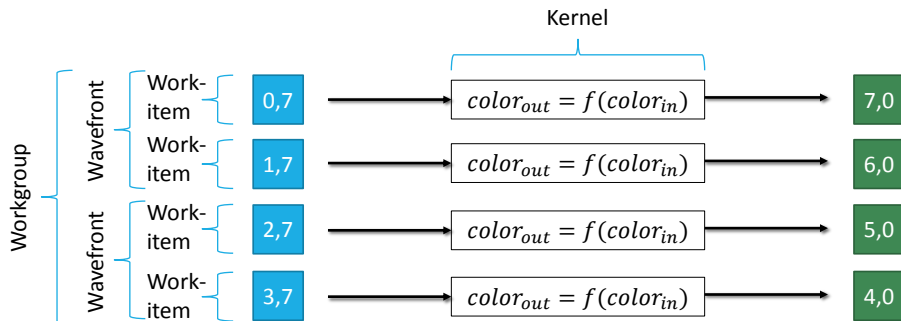 Kernel
Workgroup
Wavefront
Work-
item
0,7
color_out = f(color_in)
7,0
Work-
item
1,7
color_out = f(color_in)
6,0
Wavefront
Work-
item
2,7
color_out = f(color_in)
5,0
Work-
item
3,7
color_out = f(color_in)
4,0